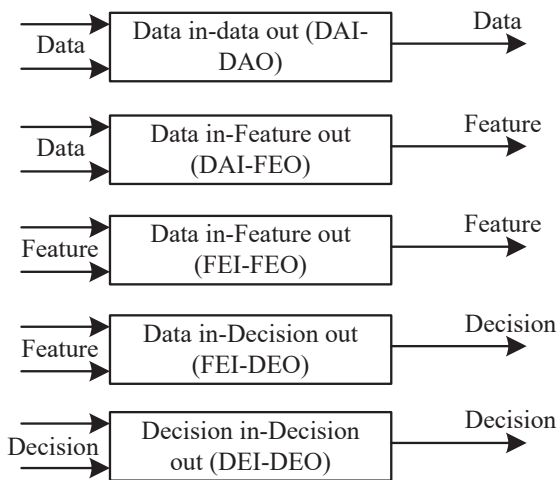 Data
Data in-data out (DAI-
DAO)
Data
Data
Data in-Feature out
(DAI-FEO)
Feature
Feature
Data in-Feature out
(FEI-FEO)
Feature
Feature
Data in-Decision out
(FEI-DEO)
Decision
Decision
Decision in-Decision
out (DEI-DEO)
Decision